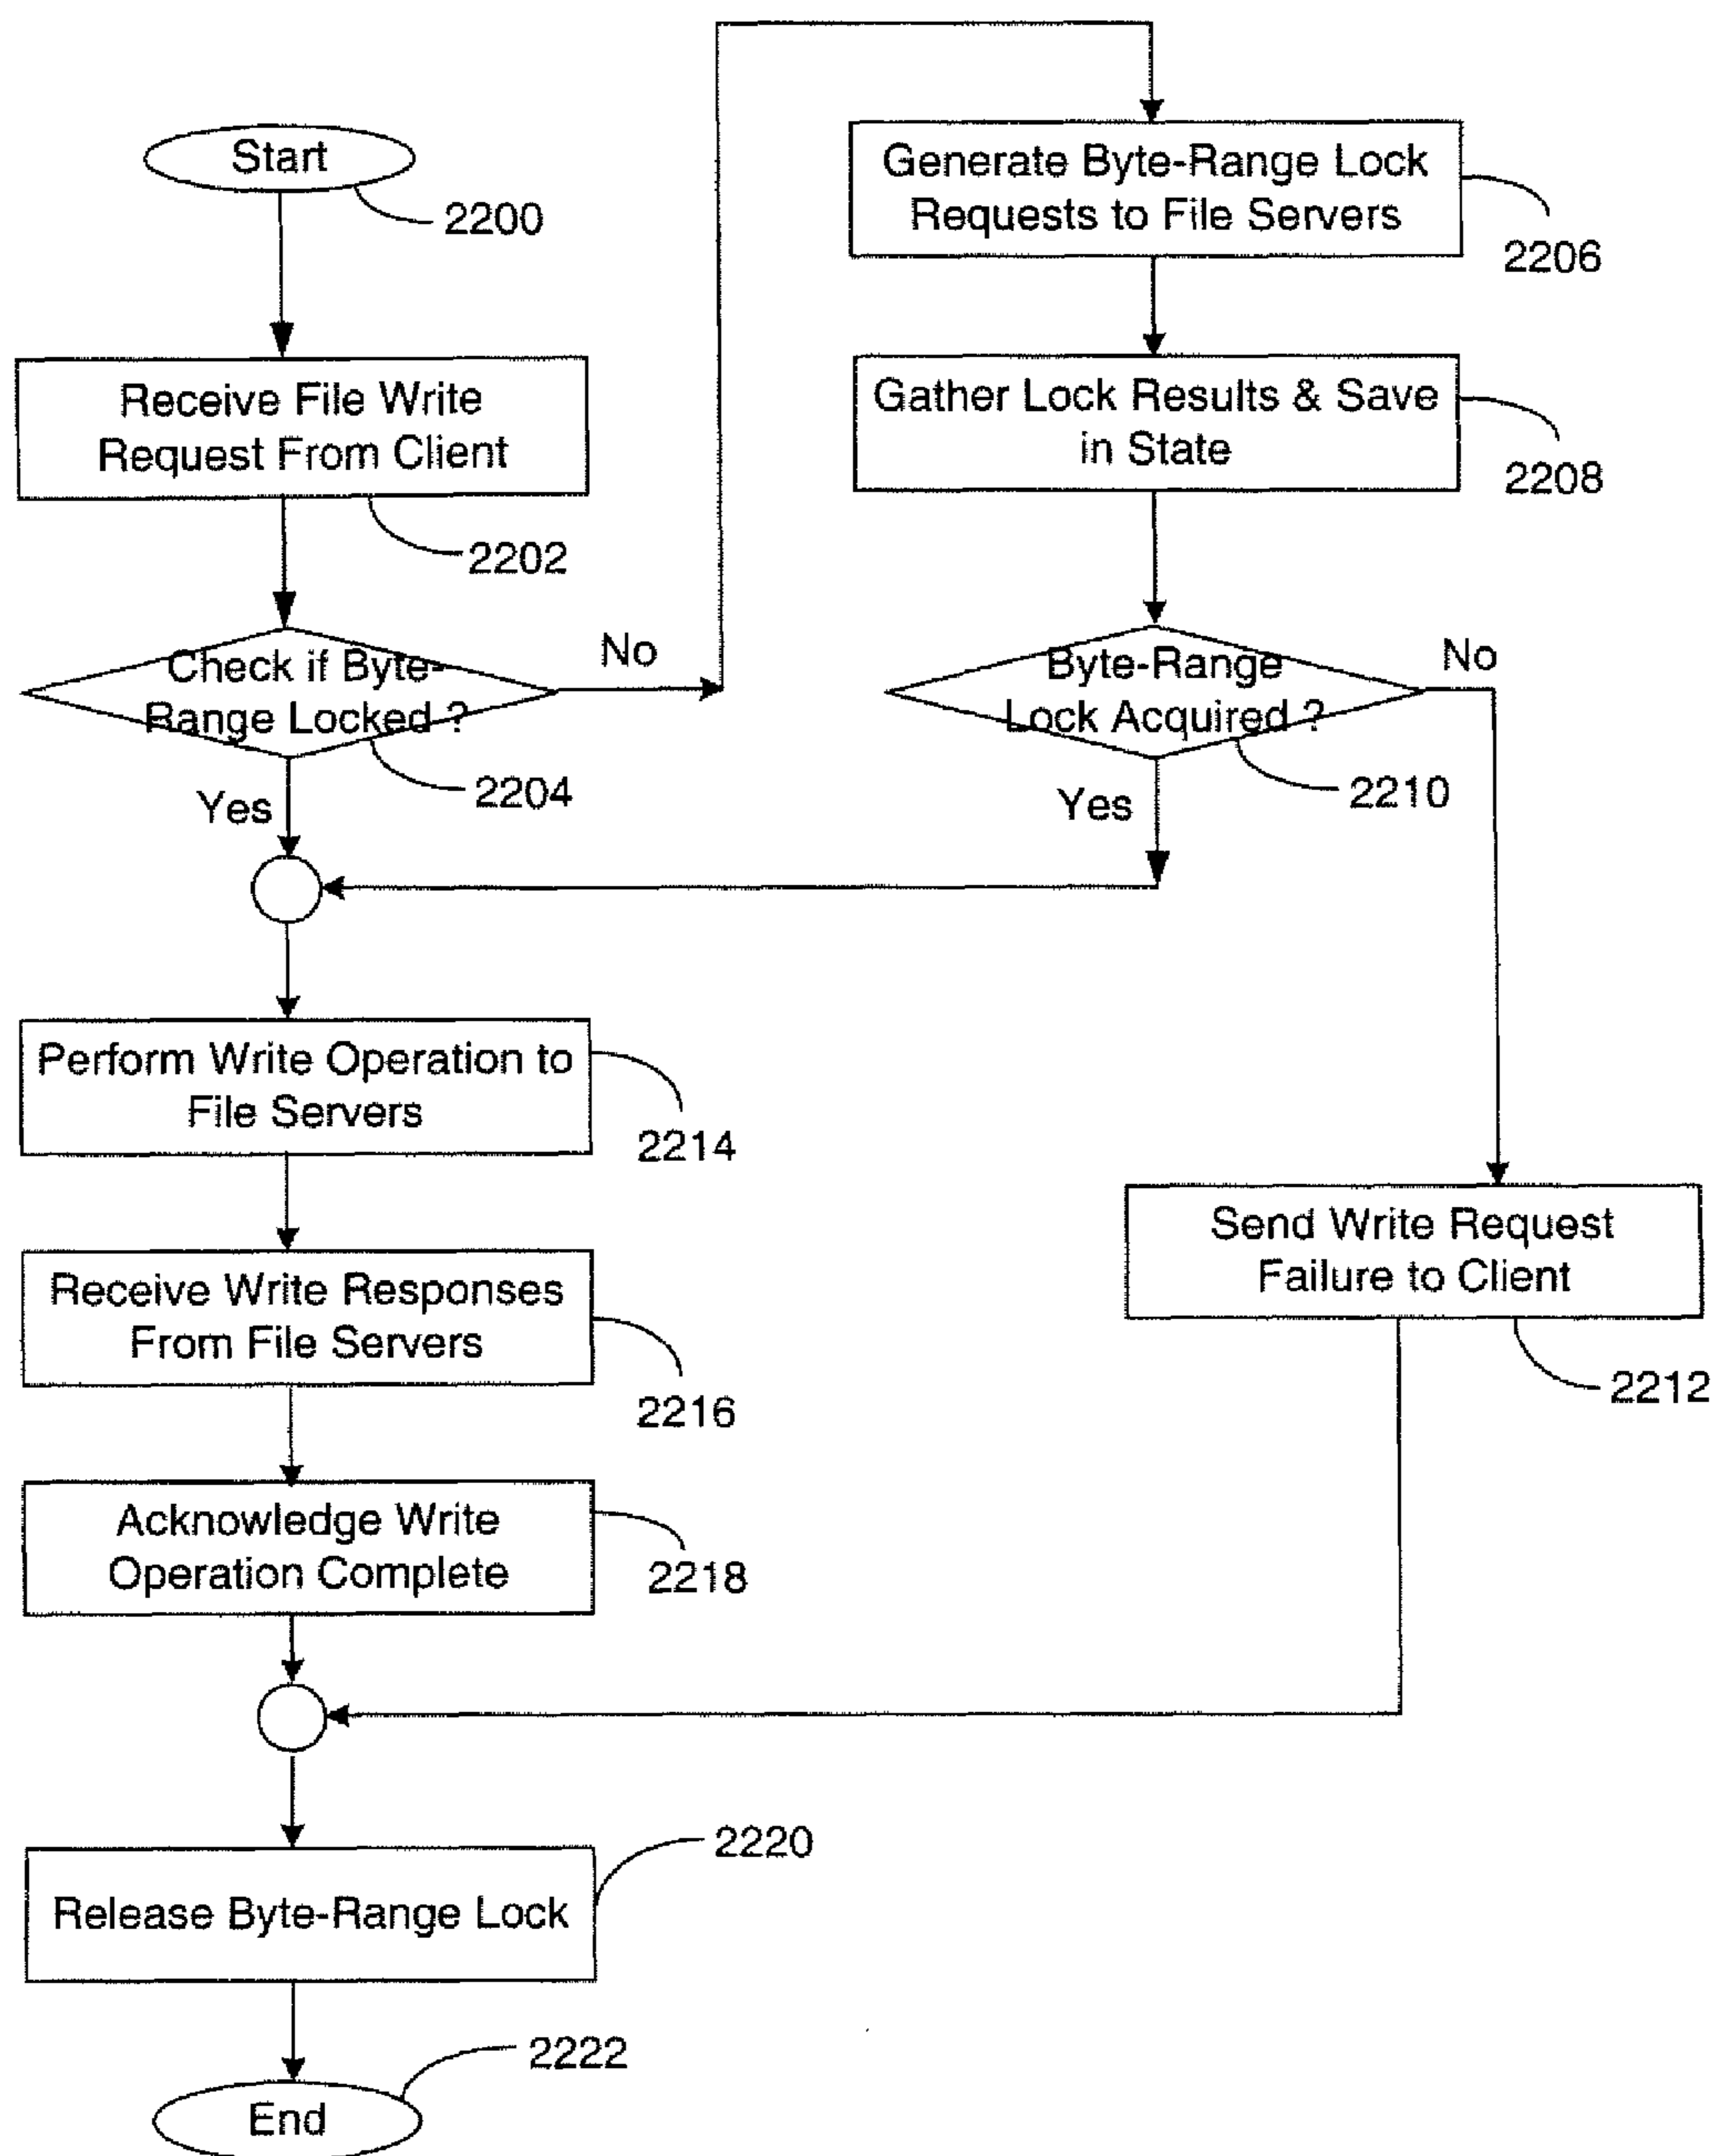 Start
2200
Receive File Write
Request From Client
2202
Check if Byte-
Range Locked ?
No
2204
Yes
Generate Byte-Range Lock
Requests to File Servers
2206
Gather Lock Results & Save
in State
2208
Byte-Range
Lock Acquired ?
No
2210
Yes
Perform Write Operation to
File Servers
2214
Send Write Request
Failure to Client
2212
Receive Write Responses
From File Servers
2216
Acknowledge Write
Operation Complete
2218
Release Byte-Range Lock
2220
End
2222